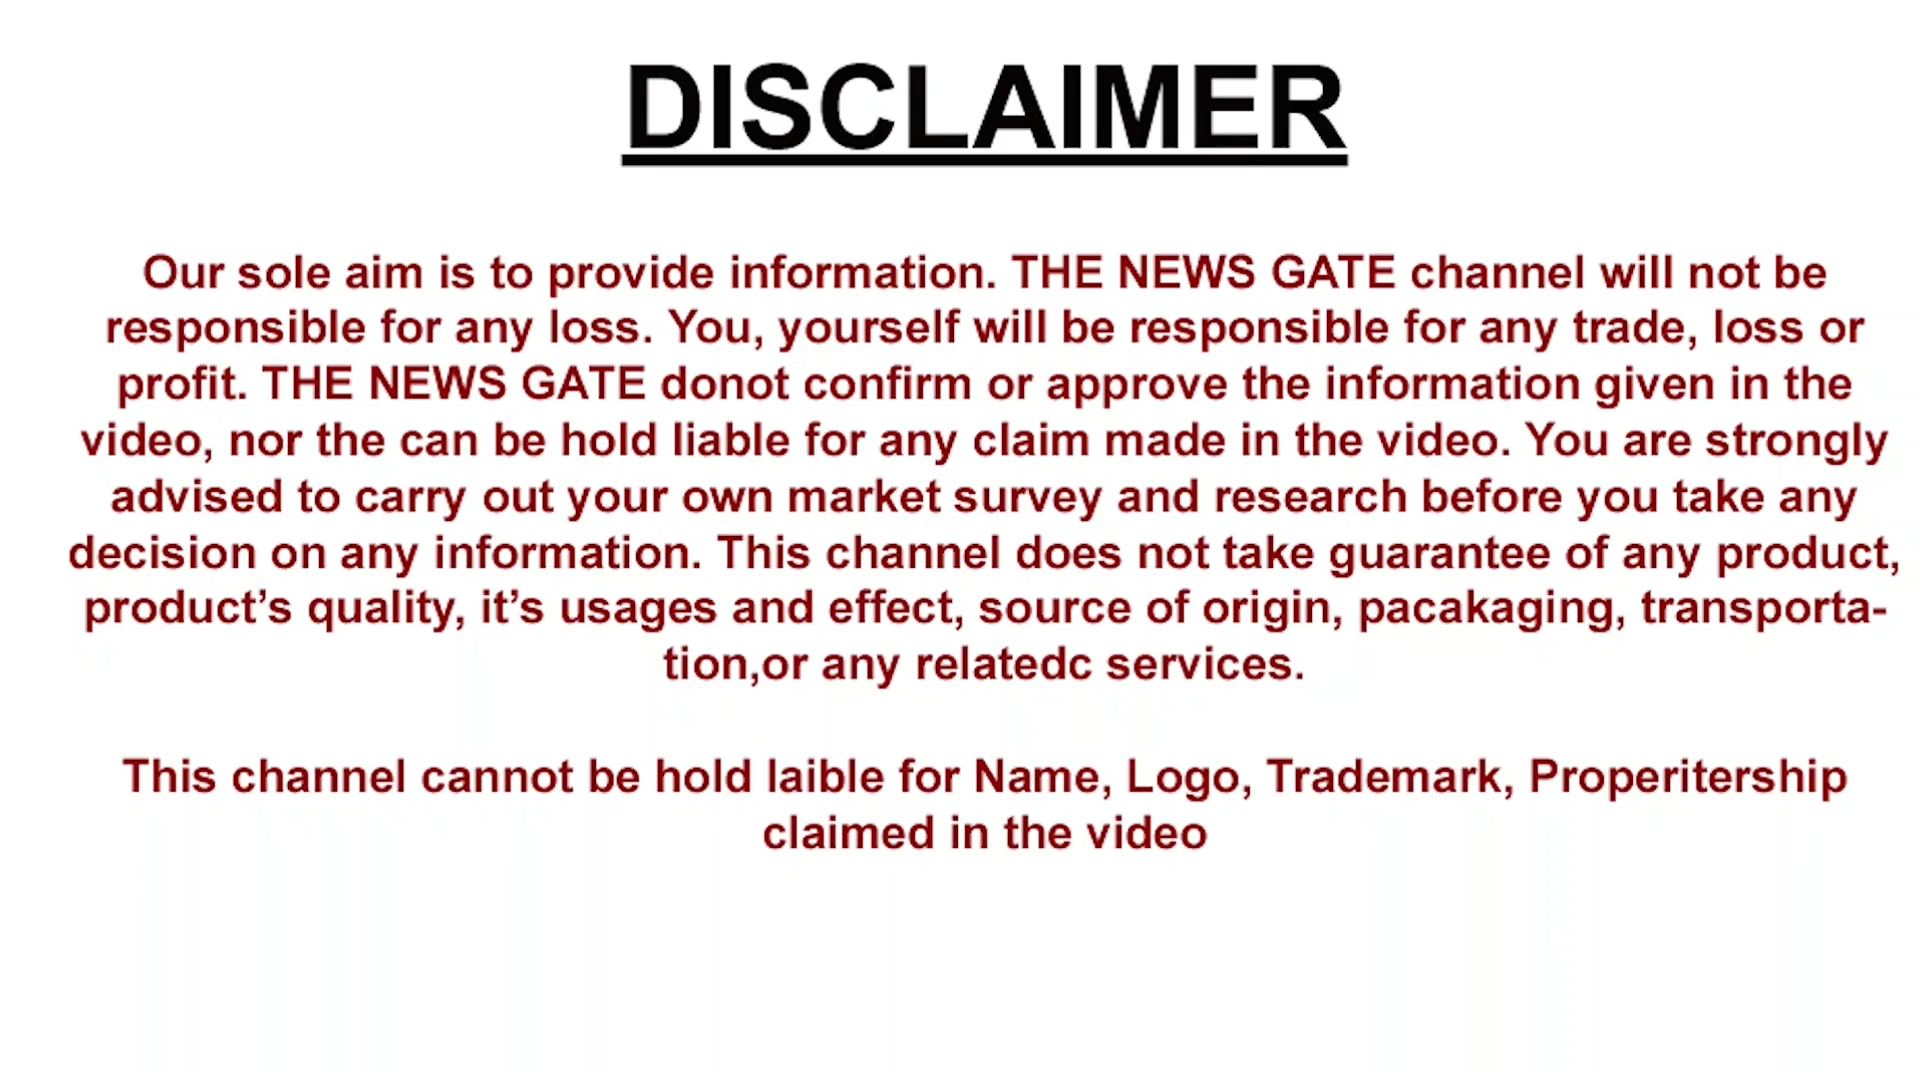 DISCLAIMER
Our sole aim is to provide information. THE NEWS GATE channel will not be
responsible for any loss. You, yourself will be responsible for any trade, loss or
profit. THE NEWS GATE donot confirm or approve the information given in the
video, nor the can be hold liable for any claim made in the video. You are strongly
advised to carry out your own market survey and research before you take any
decision on any information. This channel does not take guarantee of any product,
product’s quality, it’s usages and effect, source of origin, pacakaging, transporta-
tion,or any relatedc services.
This channel cannot be hold laible for Name, Logo, Trademark, Properitership
claimed in the video